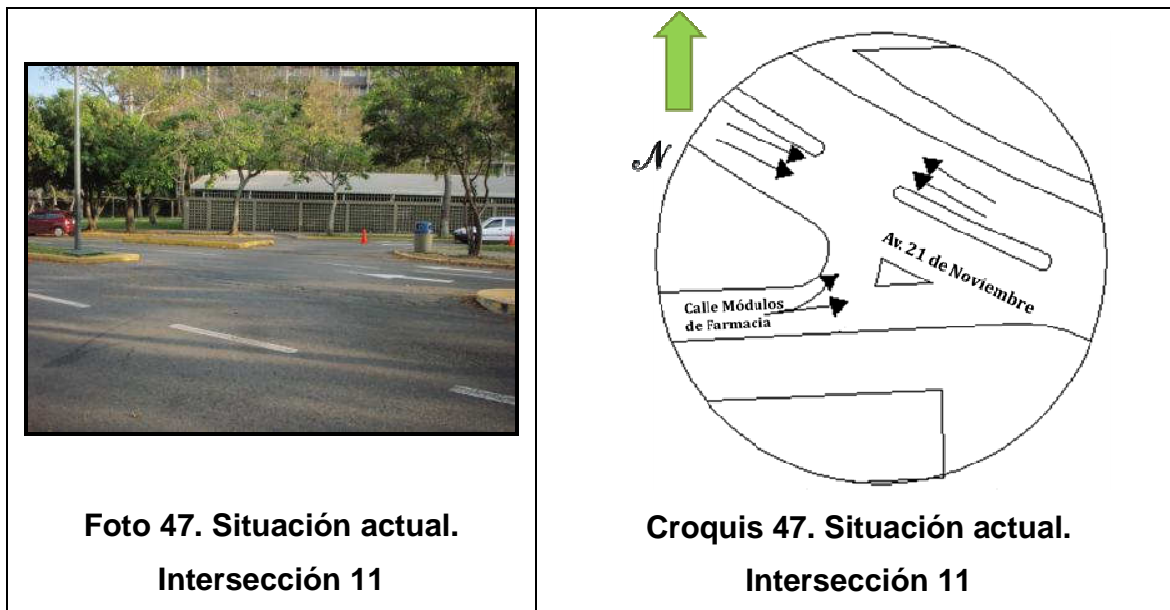 Foto 47. Situación actual.
Intersección 11
N
Av. 21 de Noviembre
Calle Módulos
de Farmacia
Croquis 47. Situación actual.
Intersección 11